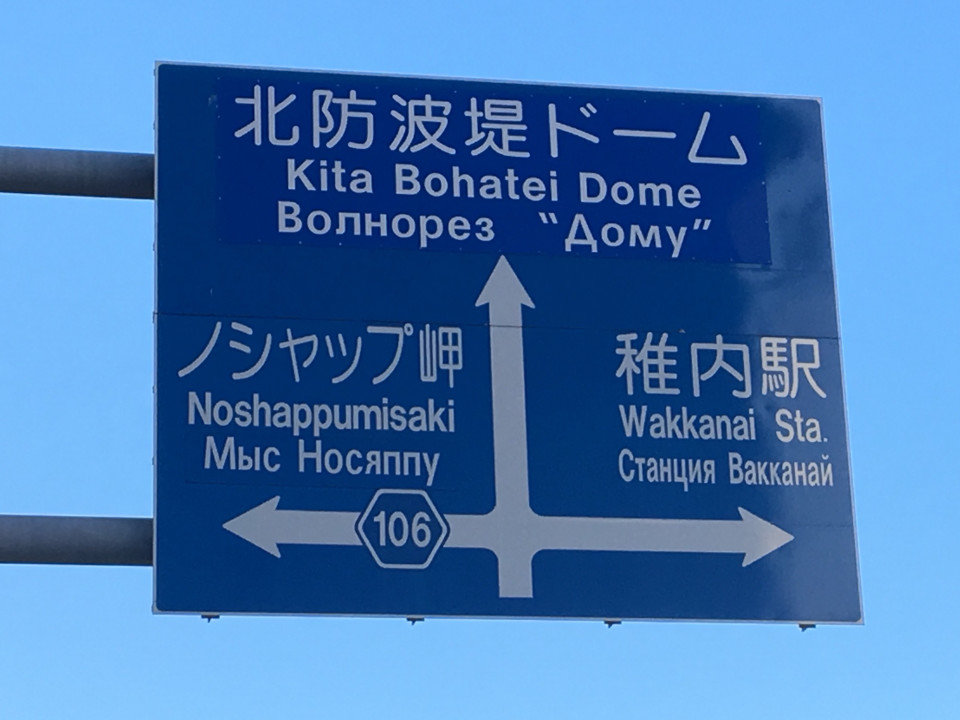 北防波堤ドーム
Kita Bohatei Dome
Волнорез "Дому"
ノシャップ岬
Noshappumisaki
Мыс Носяппу
稚内駅
Wakkanai Sta.
Станция Вакканай
106